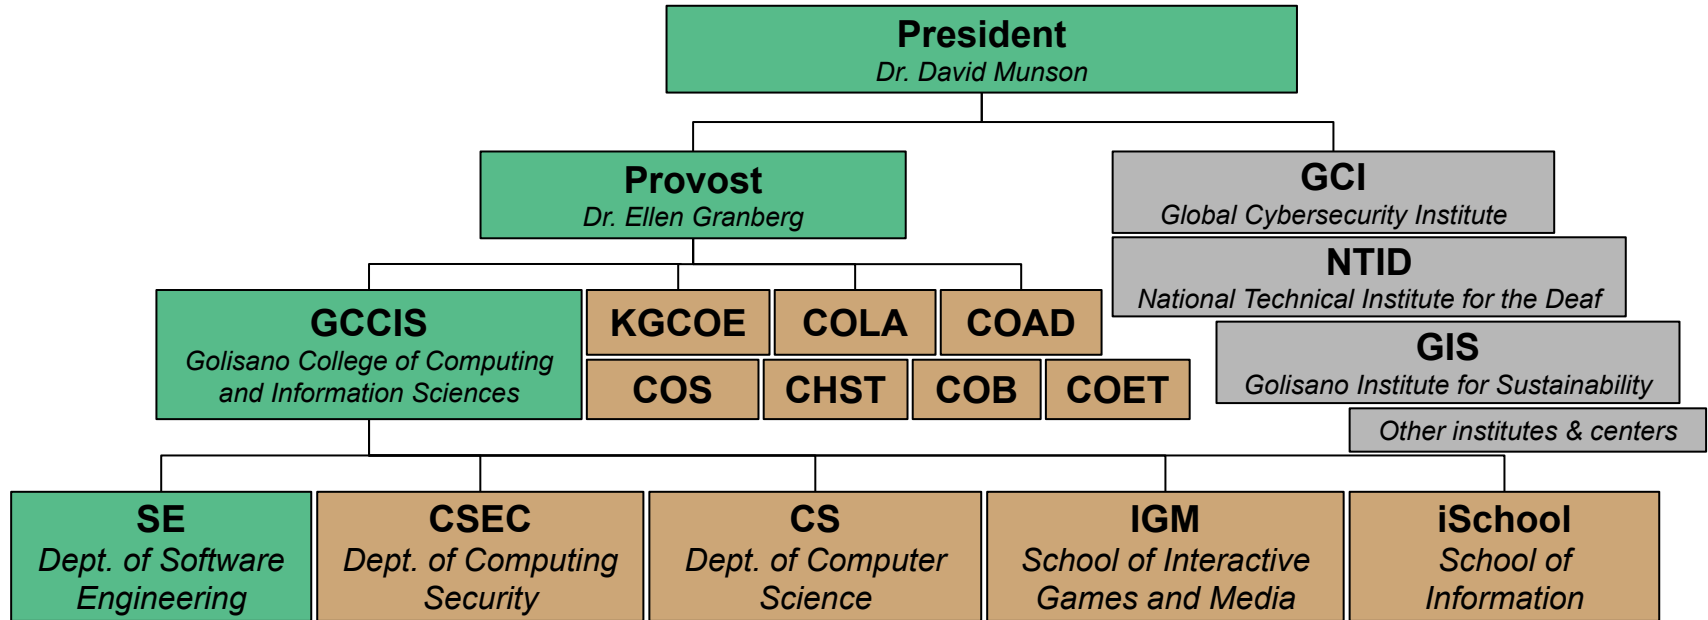 President
Dr. David Munson
Provost
Dr. Ellen Granberg
GCI
Global Cybersecurity Institute
NTID
National Technical Institute for the Deaf
GIS
Golisano Institute for Sustainability
Other institutes & centers
GCCIS
Golisano College of Computing
and Information Sciences
KGCOE
COLA
COAD
COS
CHST
COB
COET
SE
Dept. of Software
Engineering
CSEC
Dept. of Computing
Security
CS
Dept. of Computer
Science
IGM
School of Interactive
Games and Media
iSchool
School of
Information